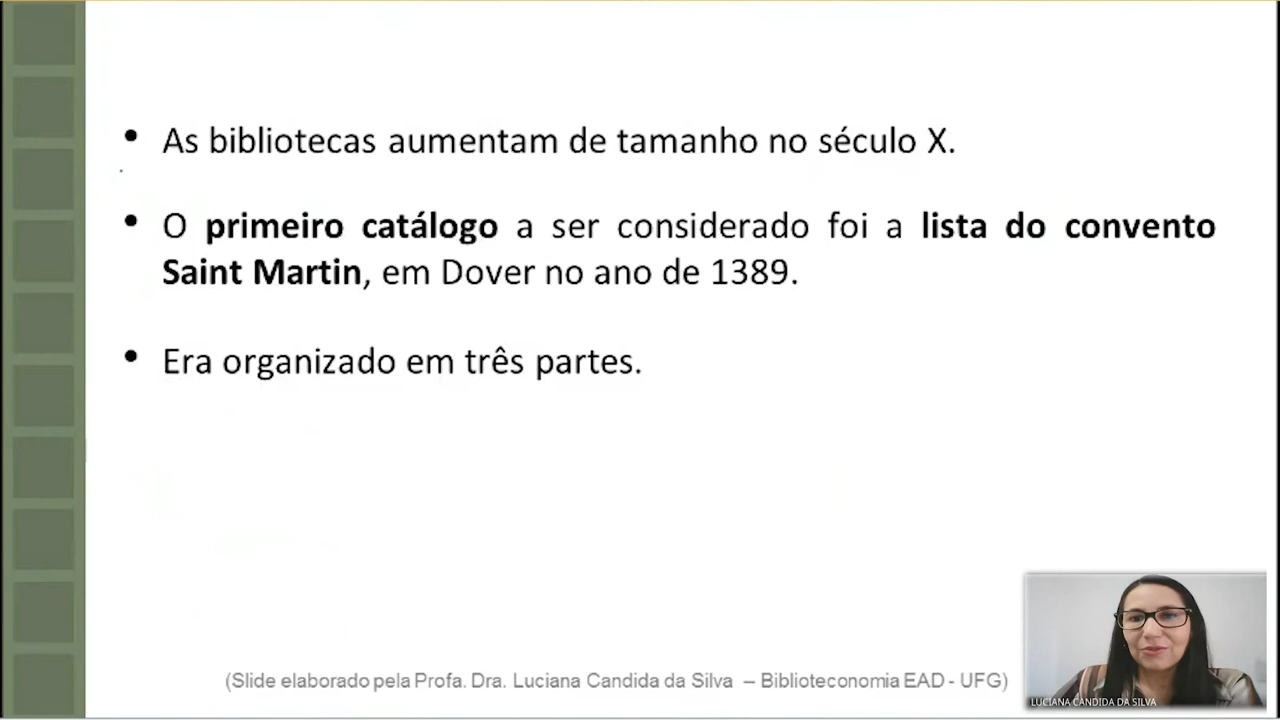 • As bibliotecas aumentam de tamanho no século X.
• O primeiro catálogo a ser considerado foi a lista do convento
Saint Martin, em Dover no ano de 1389.
• Era organizado em três partes.
(Slide elaborado pela Profa. Dra. Luciana Candida da Silva – Biblioteconomia EAD - UFG)
LUCIANA CANDIDA DA SILVA